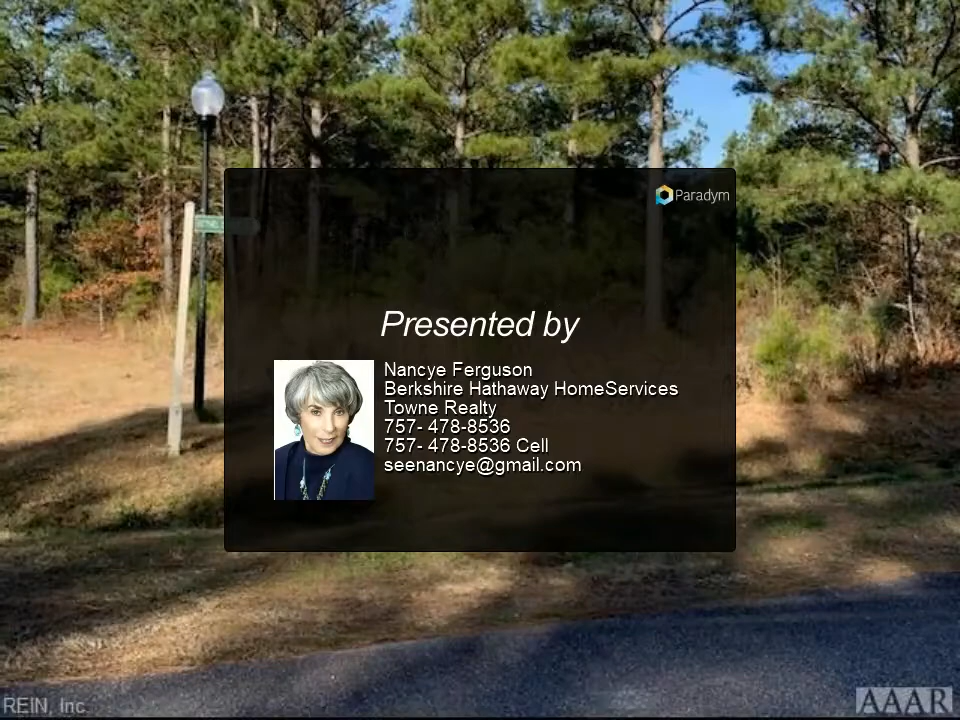 Paradym
Presented by
Nancye Ferguson
Berkshire Hathaway HomeServices
Towne Realty
757- 478-8536
757- 478-8536 Cell
seenancye@gmail.com
REIN, Inc.
AAAR